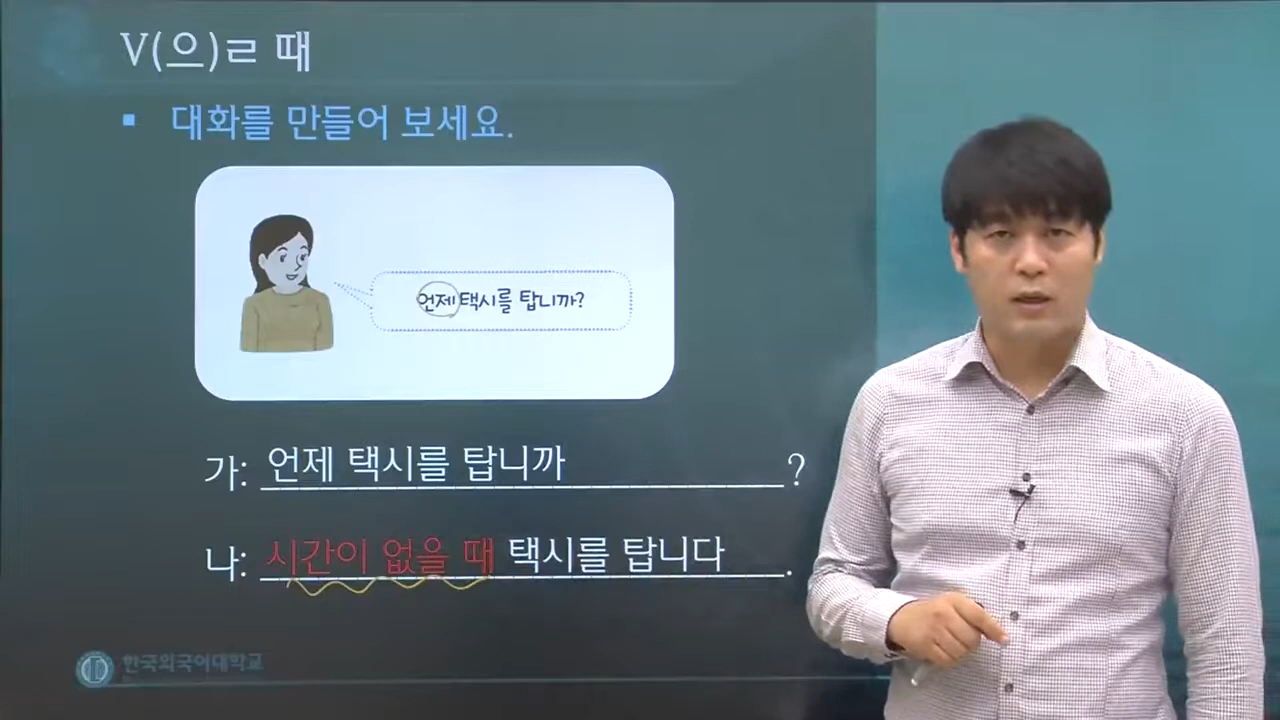 V(으)ㄹ 때
▪ 대화를 만들어 보세요.
언제 택시를 탑니까?
가: 언제 택시를 탑니까?
나: 시간이 없을 때 택시를 탑니다.
한국외국어대학교